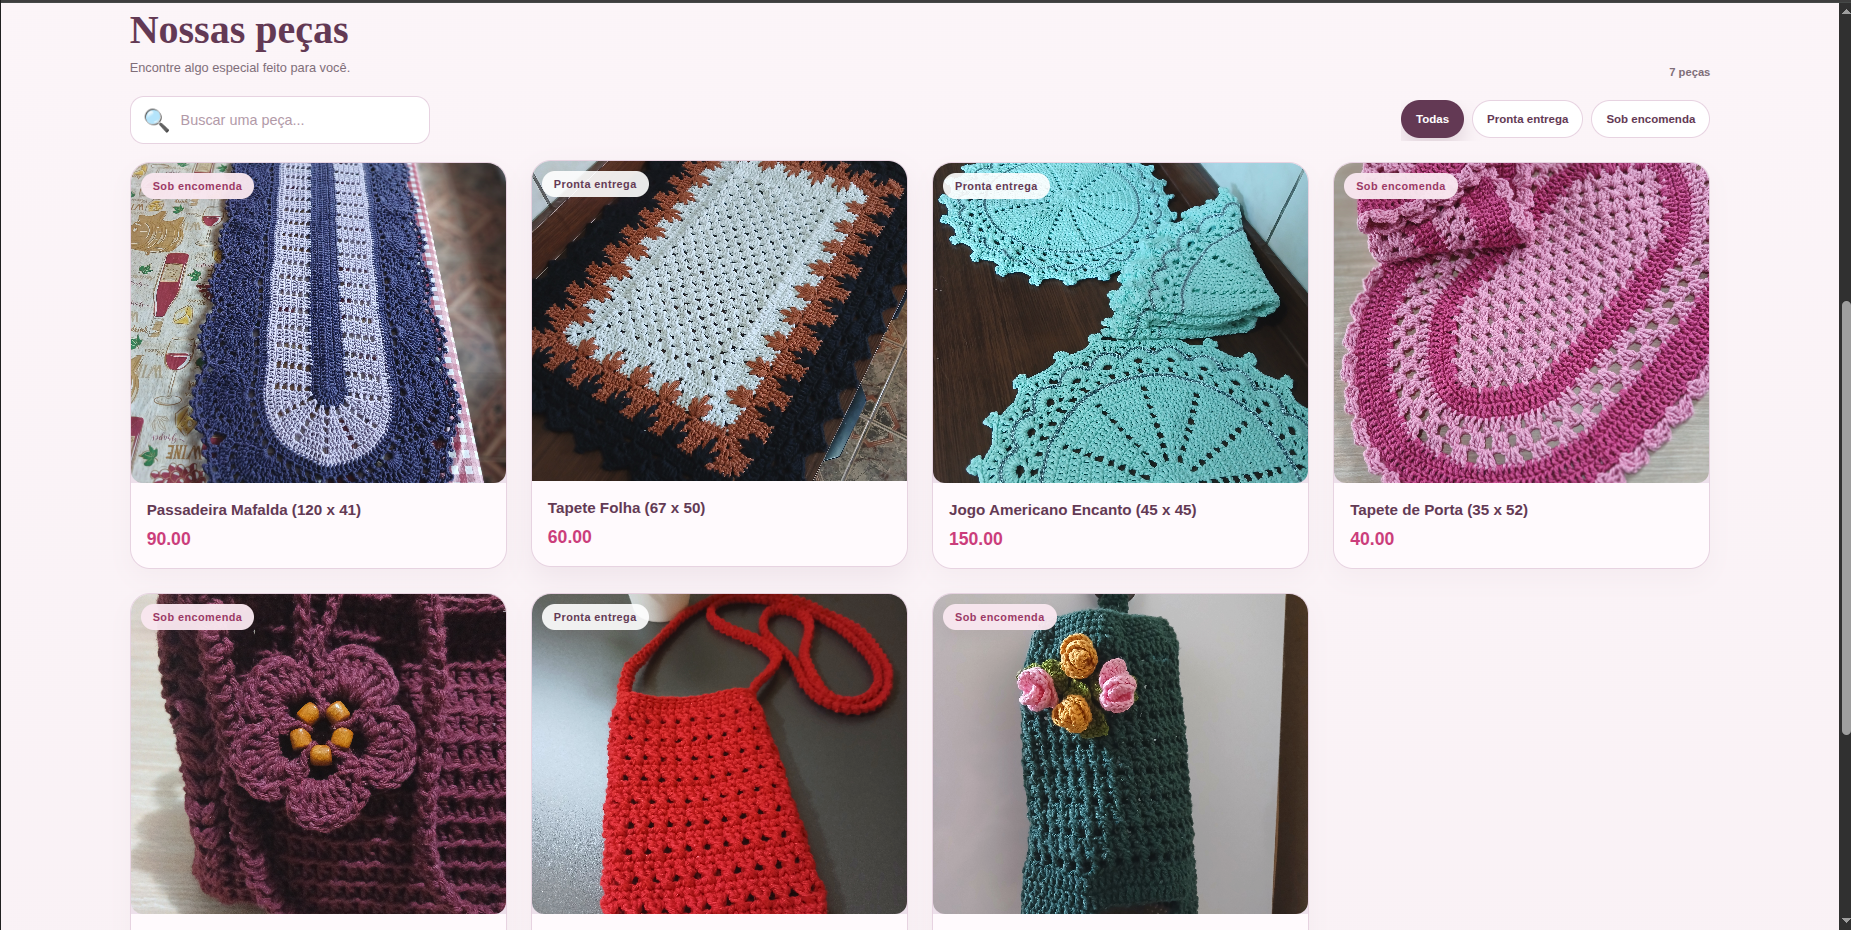 Nossas peças
Encontre algo especial feito para você.
7 peças
🔍 Buscar uma peça...
Todas
Pronta entrega
Sob encomenda
Sob encomenda
Pronta entrega
Pronta entrega
Sob encomenda
Passadeira Mafalda (120 x 41)
90.00
Tapete Folha (67 x 50)
60.00
Jogo Americano Encanto (45 x 45)
150.00
Tapete de Porta (35 x 52)
40.00
Sob encomenda
Pronta entrega
Sob encomenda